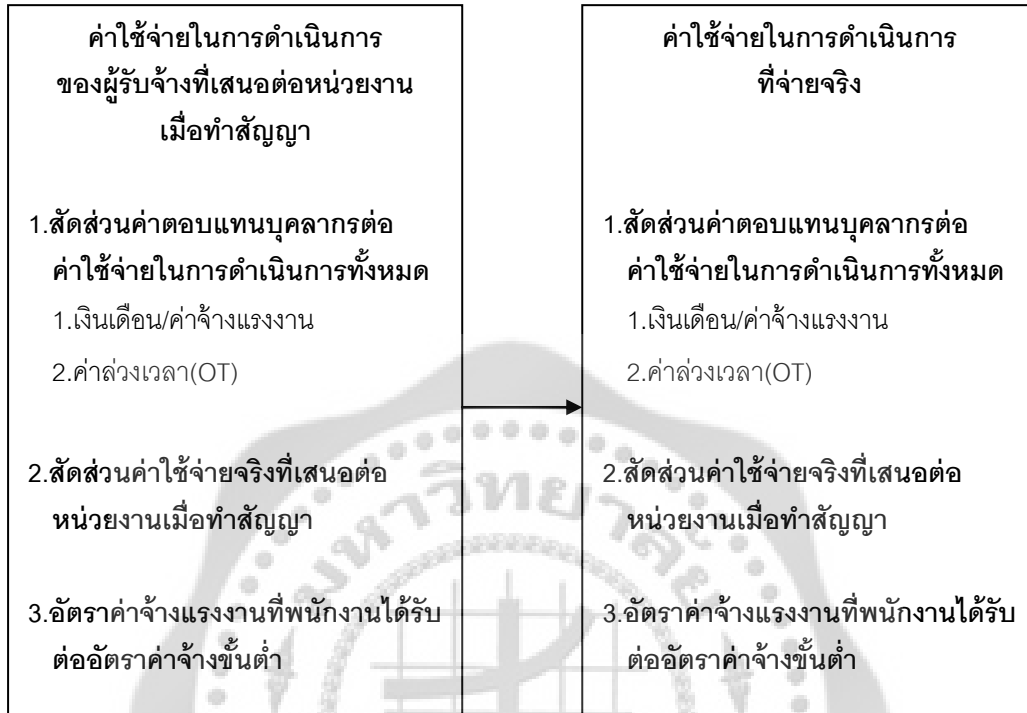 ค่าใช้จ่ายในการดำเนินการ
ของผู้รับจ้างที่เสนอต่อหน่วยงาน
เมื่อทำสัญญา
1.สัดส่วนค่าตอบแทนบุคลากรต่อ
ค่าใช้จ่ายในการดำเนินการทั้งหมด
1.เงินเดือน/ค่าจ้างแรงงาน
2.ค่าล่วงเวลา(OT)
2.สัดส่วนค่าใช้จ่ายจริงที่เสนอต่อ
หน่วยงานเมื่อทำสัญญา
3.อัตราค่าจ้างแรงงานที่พนักงานได้รับ
ต่ออัตราค่าจ้างขั้นต่ำ
ค่าใช้จ่ายในการดำเนินการ
ที่จ่ายจริง
1.สัดส่วนค่าตอบแทนบุคลากรต่อ
ค่าใช้จ่ายในการดำเนินการทั้งหมด
1.เงินเดือน/ค่าจ้างแรงงาน
2.ค่าล่วงเวลา(OT)
2.สัดส่วนค่าใช้จ่ายจริงที่เสนอต่อ
หน่วยงานเมื่อทำสัญญา
3.อัตราค่าจ้างแรงงานที่พนักงานได้รับ
ต่ออัตราค่าจ้างขั้นต่ำ
มหาวิทยาลัย